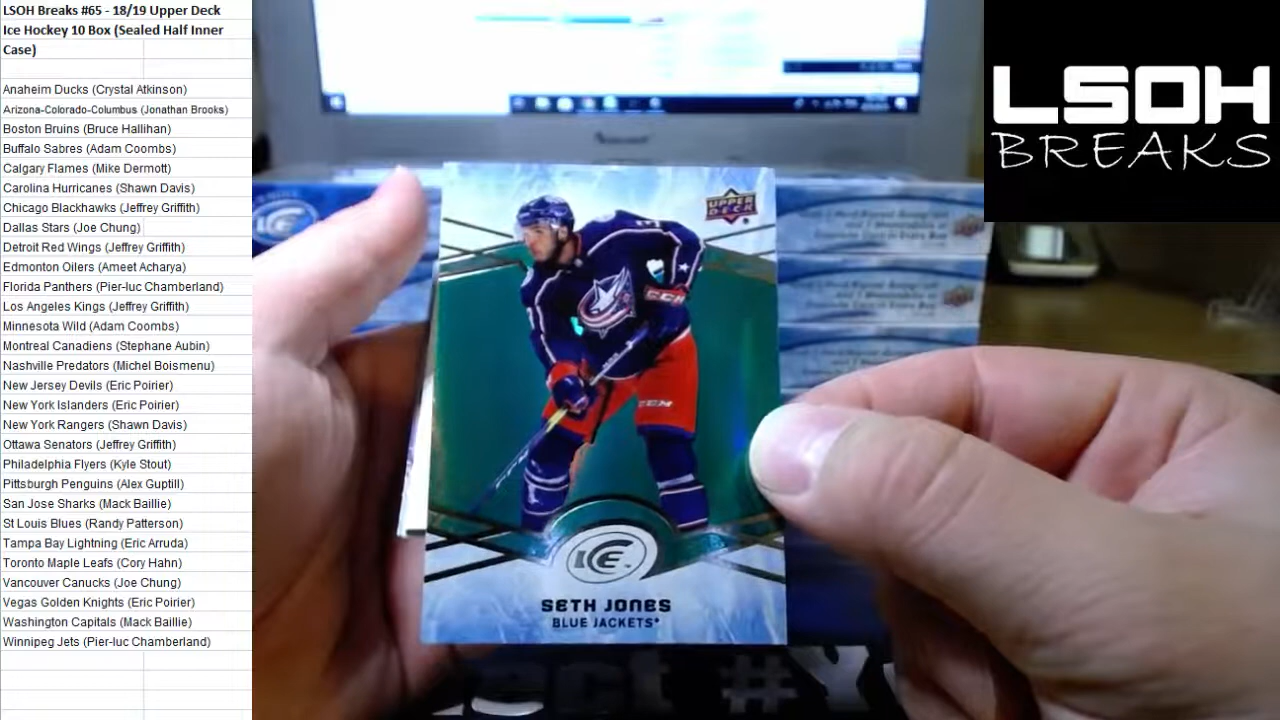 LSOH Breaks #65 - 18/19 Upper Deck
Ice Hockey 10 Box (Sealed Half Inner
Case)
Anaheim Ducks (Crystal Atkinson)
Arizona-Colorado-Columbus (Jonathan Brooks)
Boston Bruins (Bruce Hallihan)
Buffalo Sabres (Adam Coombs)
Calgary Flames (Mike Dermott)
Carolina Hurricanes (Shawn Davis)
Chicago Blackhawks (Jeffrey Griffith)
Dallas Stars (Joe Chung)
Detroit Red Wings (Jeffrey Griffith)
Edmonton Oilers (Ameet Acharya)
Florida Panthers (Pier-luc Chamberland)
Los Angeles Kings (Jeffrey Griffith)
Minnesota Wild (Adam Coombs)
Montreal Canadiens (Stephane Aubin)
Nashville Predators (Michel Boismenu)
New Jersey Devils (Eric Poirier)
New York Islanders (Eric Poirier)
New York Rangers (Shawn Davis)
Ottawa Senators (Jeffrey Griffith)
Philadelphia Flyers (Kyle Stout)
Pittsburgh Penguins (Alex Guptill)
San Jose Sharks (Mack Baillie)
St Louis Blues (Randy Patterson)
Tampa Bay Lightning (Eric Arruda)
Toronto Maple Leafs (Cory Hahn)
Vancouver Canucks (Joe Chung)
Vegas Golden Knights (Eric Poirier)
Washington Capitals (Mack Baillie)
Winnipeg Jets (Pier-luc Chamberland)
LSOH
BREAKS
UPPER
DECK
CCM
CCM
ICE
SETH JONES
BLUE JACKETS
ICE
#Y